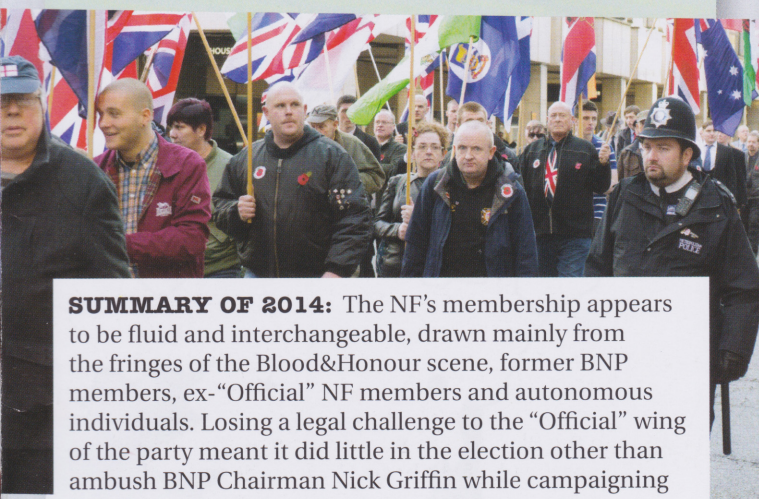 HOUS
POLICE
SUMMARY OF 2014: The NF's membership appears
to be fluid and interchangeable, drawn mainly from
the fringes of the Blood&Honour scene, former BNP
members, ex-“Official” NF members and autonomous
individuals. Losing a legal challenge to the “Official” wing
of the party meant it did little in the election other than
ambush BNP Chairman Nick Griffin while campaigning